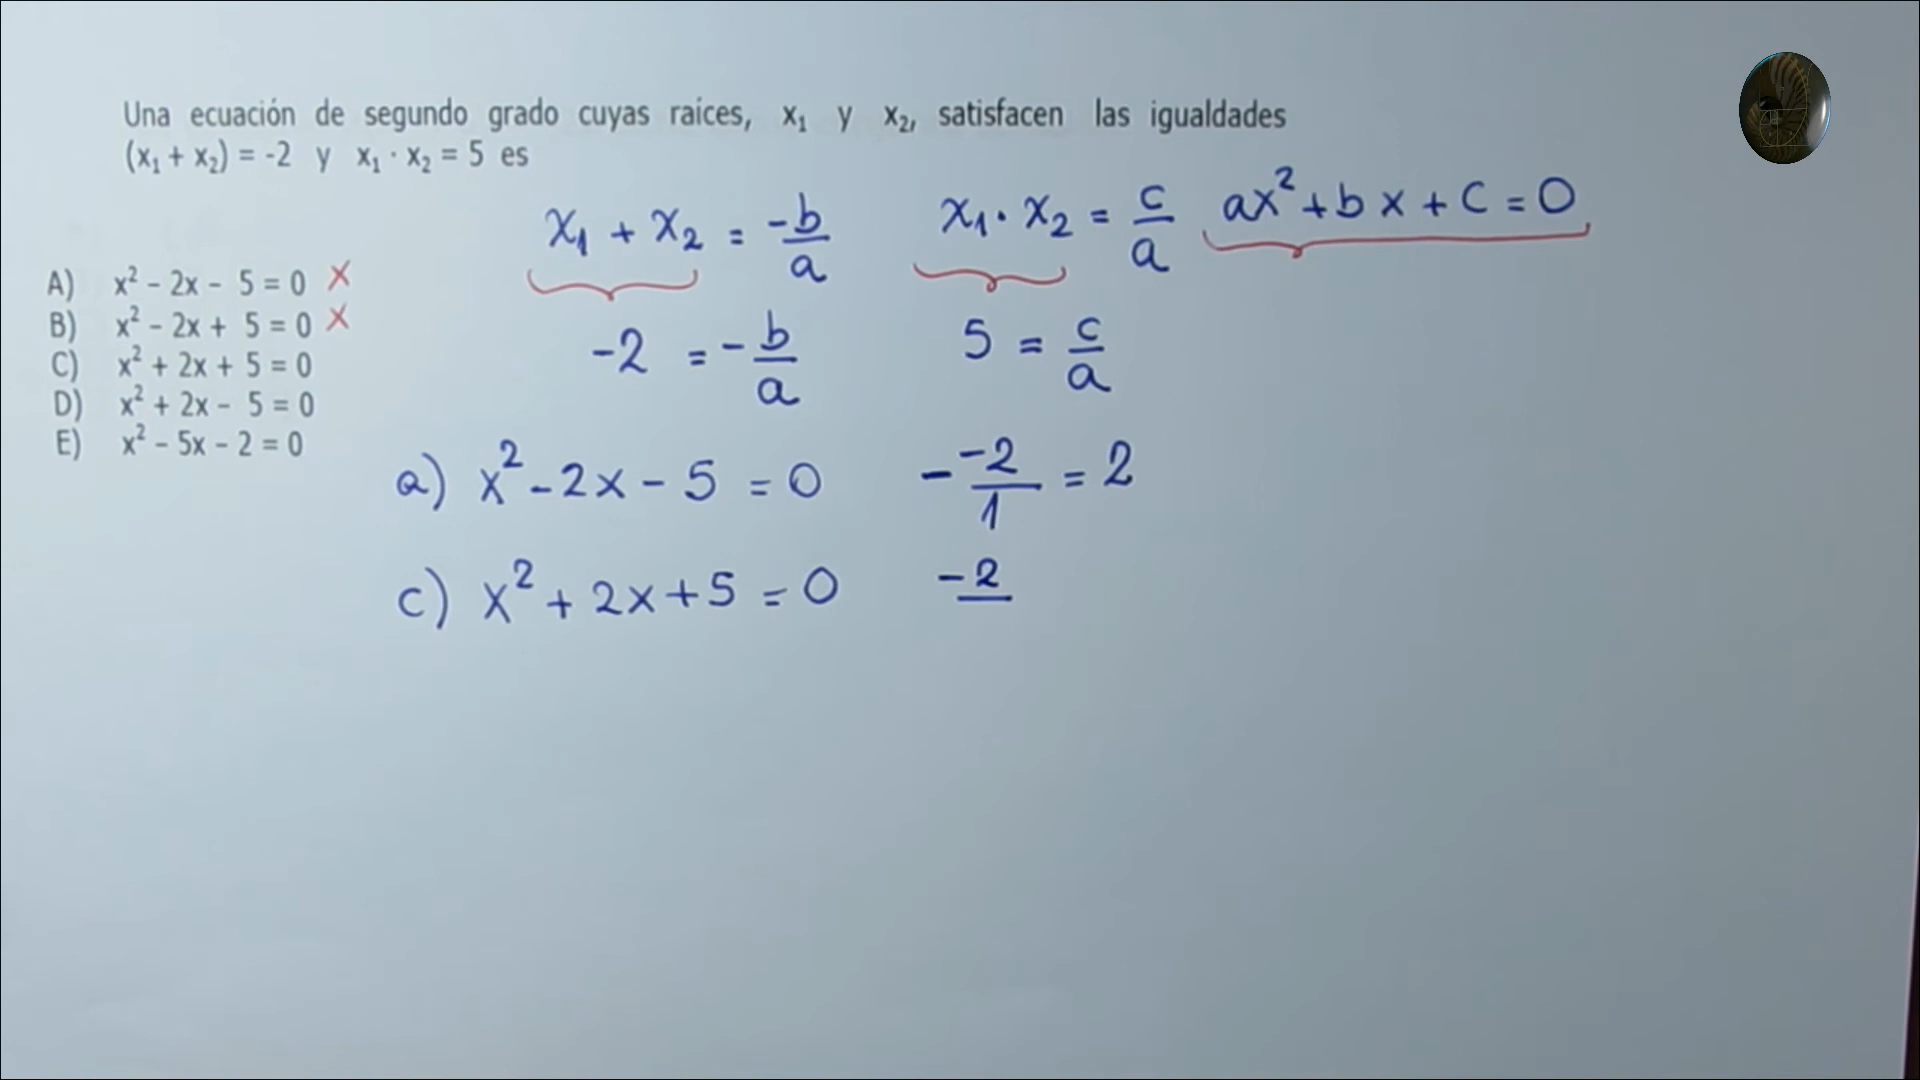 Una ecuación de segundo grado cuyas raíces, x₁ y x₂, satisfacen las igualdades
(x₁ + x₂) = -2 y x₁ · x₂ = 5 es
x₁ + x₂ = -b/a
x₁ · x₂ = c/a
ax² + bx + c = 0
A) x² - 2x - 5 = 0 X
B) x² - 2x + 5 = 0 X
C) x² + 2x + 5 = 0
D) x² + 2x - 5 = 0
E) x² - 5x - 2 = 0
-2 = -b/a
5 = c/a
a) x² - 2x - 5 = 0
- -2/1 = 2
c) x² + 2x + 5 = 0
-2